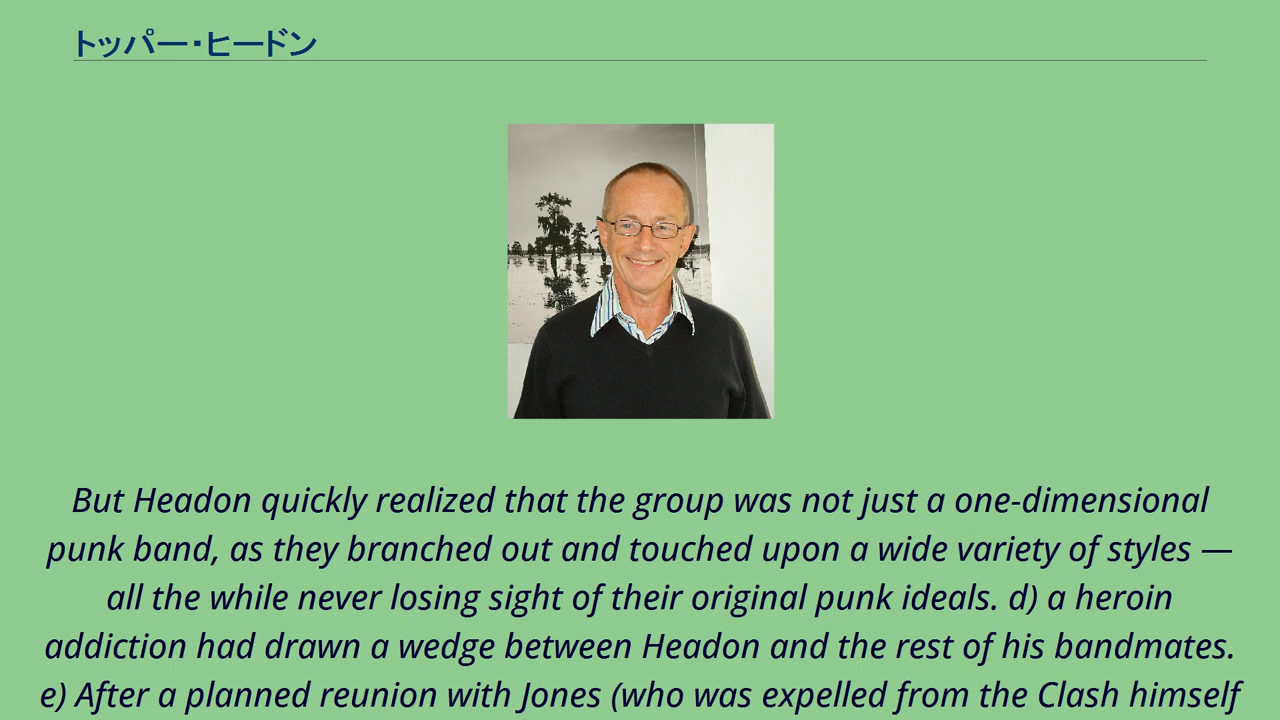 トッパー・ヒードン
But Headon quickly realized that the group was not just a one-dimensional
punk band, as they branched out and touched upon a wide variety of styles —
all the while never losing sight of their original punk ideals. d) a heroin
addiction had drawn a wedge between Headon and the rest of his bandmates.
e) After a planned reunion with Jones (who was expelled from the Clash himself